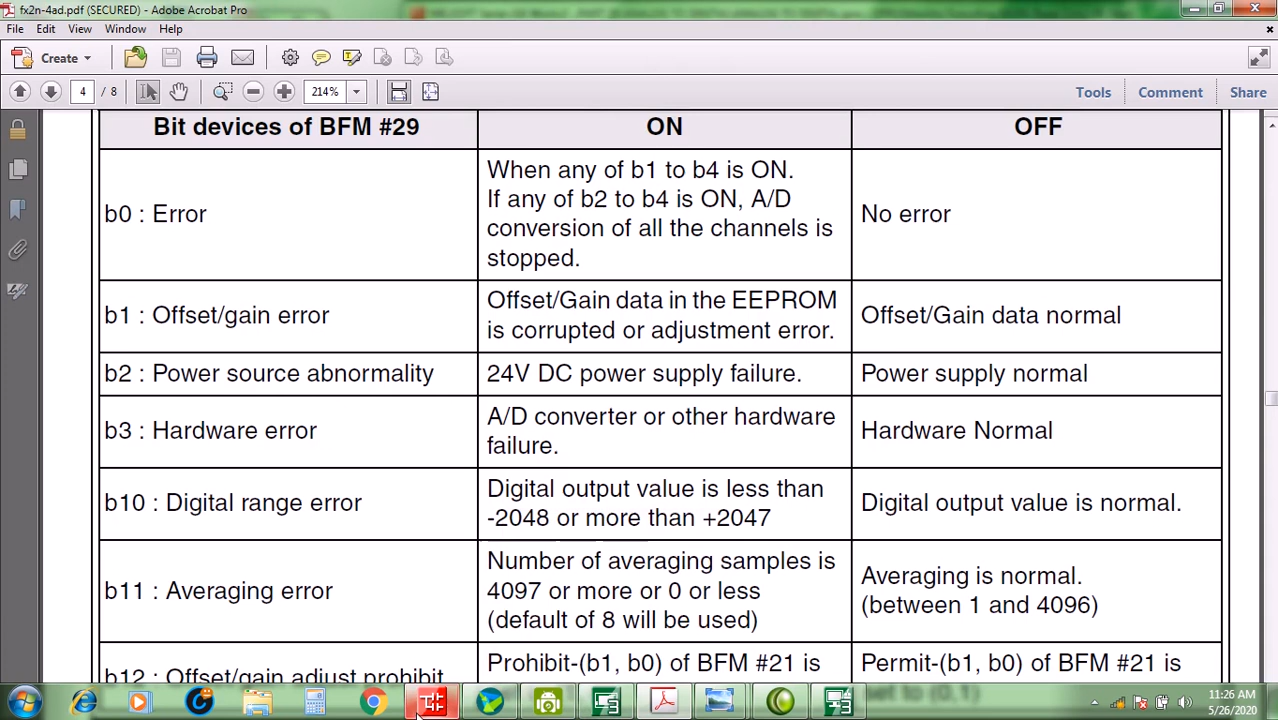 fx2n-4ad.pdf (SECURED) - Adobe Acrobat Pro
File Edit View Window Help
Create
4 / 8 214% Tools Comment Share
Bit devices of BFM #29 ON OFF
b0 : Error
When any of b1 to b4 is ON.
If any of b2 to b4 is ON, A/D
conversion of all the channels is
stopped.
No error
b1 : Offset/gain error
Offset/Gain data in the EEPROM
is corrupted or adjustment error.
Offset/Gain data normal
b2 : Power source abnormality
24V DC power supply failure.
Power supply normal
b3 : Hardware error
A/D converter or other hardware
failure.
Hardware Normal
b10 : Digital range error
Digital output value is less than
-2048 or more than +2047
Digital output value is normal.
b11 : Averaging error
Number of averaging samples is
4097 or more or 0 or less
(default of 8 will be used)
Averaging is normal.
(between 1 and 4096)
b12 : Offset/gain adjust prohibit
Prohibit-(b1, b0) of BFM #21 is
Permit-(b1, b0) of BFM #21 is
11:26 AM
5/26/2020